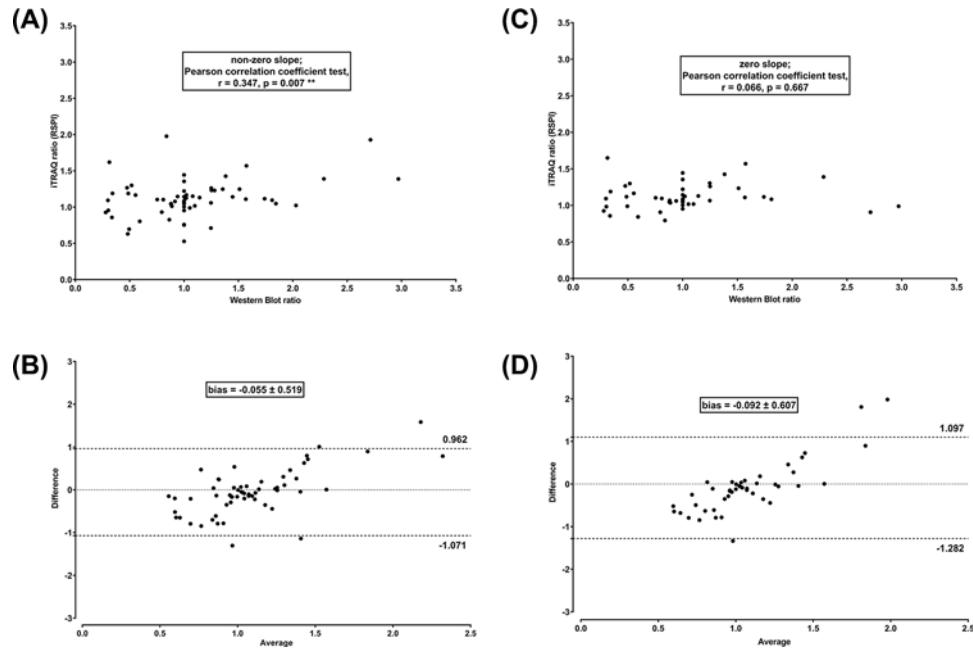 (A)
3.5
3.0
2.5
2.0
1.5
1.0
0.5
0.0
iTRAQ ratio (RSPI)
non-zero slope;
Pearson correlation coefficient test,
r = 0.347, p = 0.007 **
0.0 0.5 1.0 1.5 2.0 2.5 3.0 3.5
Western Blot ratio
(C)
3.5
3.0
2.5
2.0
1.5
1.0
0.5
0.0
iTRAQ ratio (RSPI)
zero slope;
Pearson correlation coefficient test,
r = 0.066, p = 0.667
0.0 0.5 1.0 1.5 2.0 2.5 3.0 3.5
Western Blot ratio
(B)
3
2
1
0
-1
-2
-3
Difference
bias = -0.055 ± 0.519
0.962
-1.071
0.0 0.5 1.0 1.5 2.0 2.5
Average
(D)
3
2
1
0
-1
-2
-3
Difference
bias = -0.092 ± 0.607
1.097
-1.282
0.0 0.5 1.0 1.5 2.0 2.5
Average